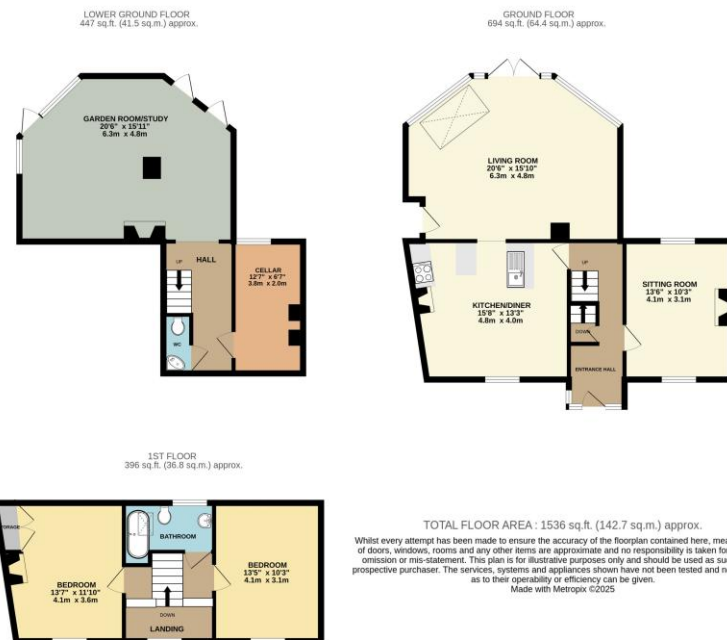 LOWER GROUND FLOOR
447 sq.ft. (41.5 sq.m.) approx.
GARDEN ROOM/STUDY
20'6" x 15'11"
6.3m x 4.8m
UP
HALL
CELLAR
12'7" x 6'7"
3.8m x 2.0m
WC
GROUND FLOOR
694 sq.ft. (64.4 sq.m.) approx.
LIVING ROOM
20'6" x 15'10"
6.3m x 4.8m
KITCHEN/DINER
15'8" x 13'3"
4.8m x 4.0m
UP
DOWN
ENTRANCE HALL
SITTING ROOM
13'6" x 10'3"
4.1m x 3.1m
1ST FLOOR
396 sq.ft. (36.8 sq.m.) approx.
BEDROOM
13'7" x 11'10"
4.1m x 3.6m
BATHROOM
DOWN
LANDING
BEDROOM
13'5" x 10'3"
4.1m x 3.1m
TOTAL FLOOR AREA : 1536 sq.ft. (142.7 sq.m.) approx.
Whilst every attempt has been made to ensure the accuracy of the floorplan contained here, mea
of doors, windows, rooms and any other items are approximate and no responsibility is taken for
omission or mis-statement. This plan is for illustrative purposes only and should be used as suc
prospective purchaser. The services, systems and appliances shown have not been tested and n
as to their operability or efficiency can be given.
Made with Metropix ©2025